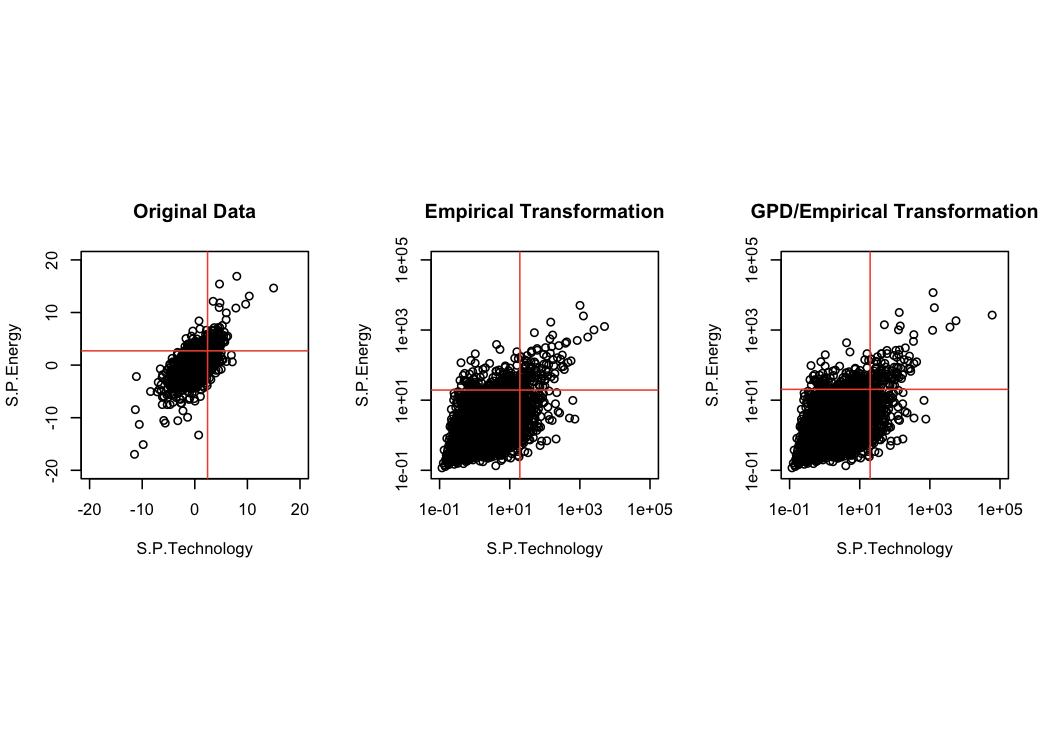 Original Data
S.P.Energy
20
10
0
-10
-20
-20 -10 0 10 20
S.P.Technology
Empirical Transformation
S.P.Energy
1e+05
1e+03
1e+01
1e-01
1e-01 1e+01 1e+03 1e+05
S.P.Technology
GPD/Empirical Transformation
S.P.Energy
1e+05
1e+03
1e+01
1e-01
1e-01 1e+01 1e+03 1e+05
S.P.Technology